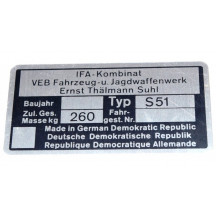 IFA-Kombinat
VEB Fahrzeug-u. Jagdwaffenwerk
Ernst Thälmann Suhl
Baujahr Typ S51
Zul. Ges. Masse kg 260 Fahr-gest. Nr.
Made in German Democratic Republic
Deutsche Demokratische Republik
Republique Democratique Allemande